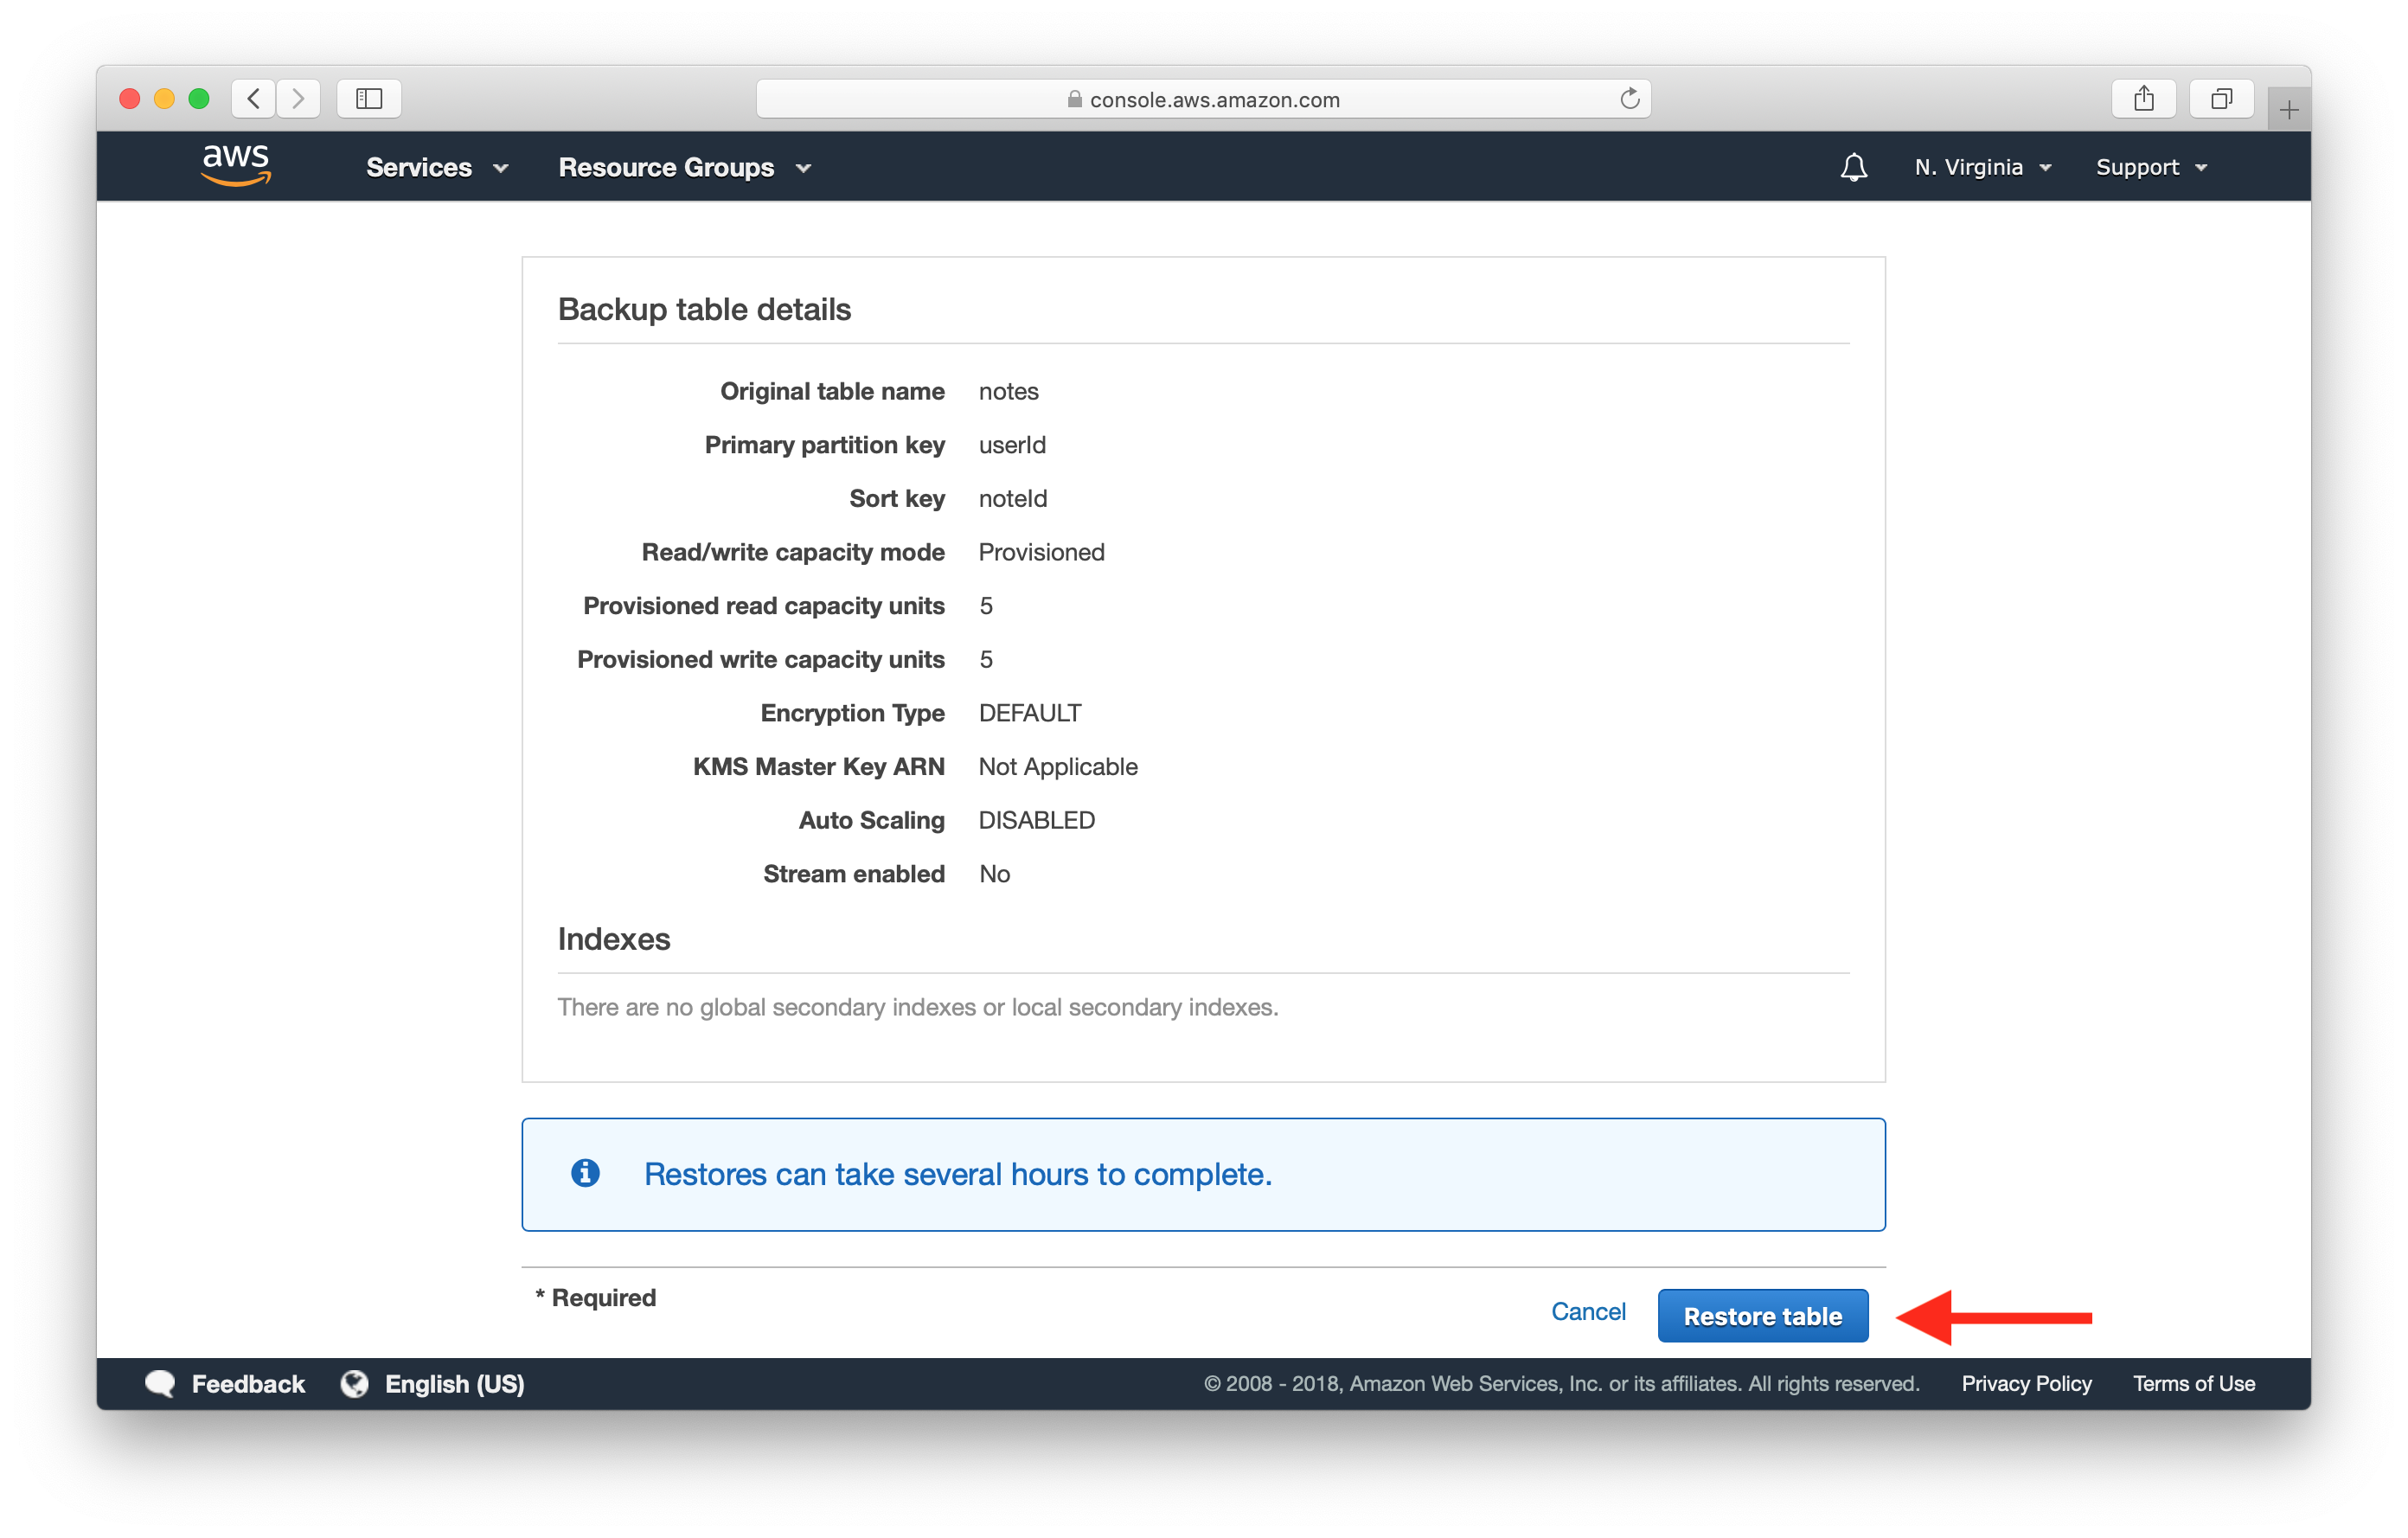 console.aws.amazon.com
aws Services Resource Groups N. Virginia Support
Backup table details
Original table name notes
Primary partition key userId
Sort key noteId
Read/write capacity mode Provisioned
Provisioned read capacity units 5
Provisioned write capacity units 5
Encryption Type DEFAULT
KMS Master Key ARN Not Applicable
Auto Scaling DISABLED
Stream enabled No
Indexes
There are no global secondary indexes or local secondary indexes.
Restores can take several hours to complete.
* Required Cancel Restore table
Feedback English (US) © 2008 - 2018, Amazon Web Services, Inc. or its affiliates. All rights reserved. Privacy Policy Terms of Use